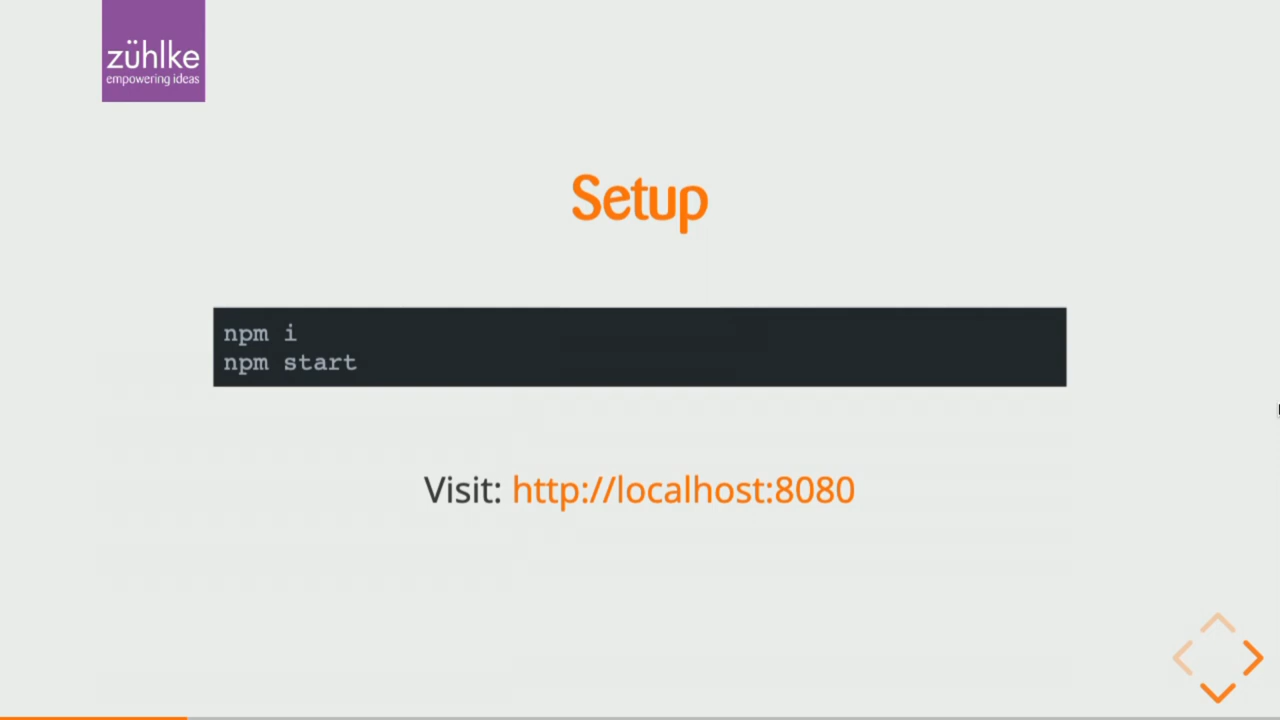 zühlke
empowering ideas
Setup
npm i
npm start
Visit: http://localhost:8080